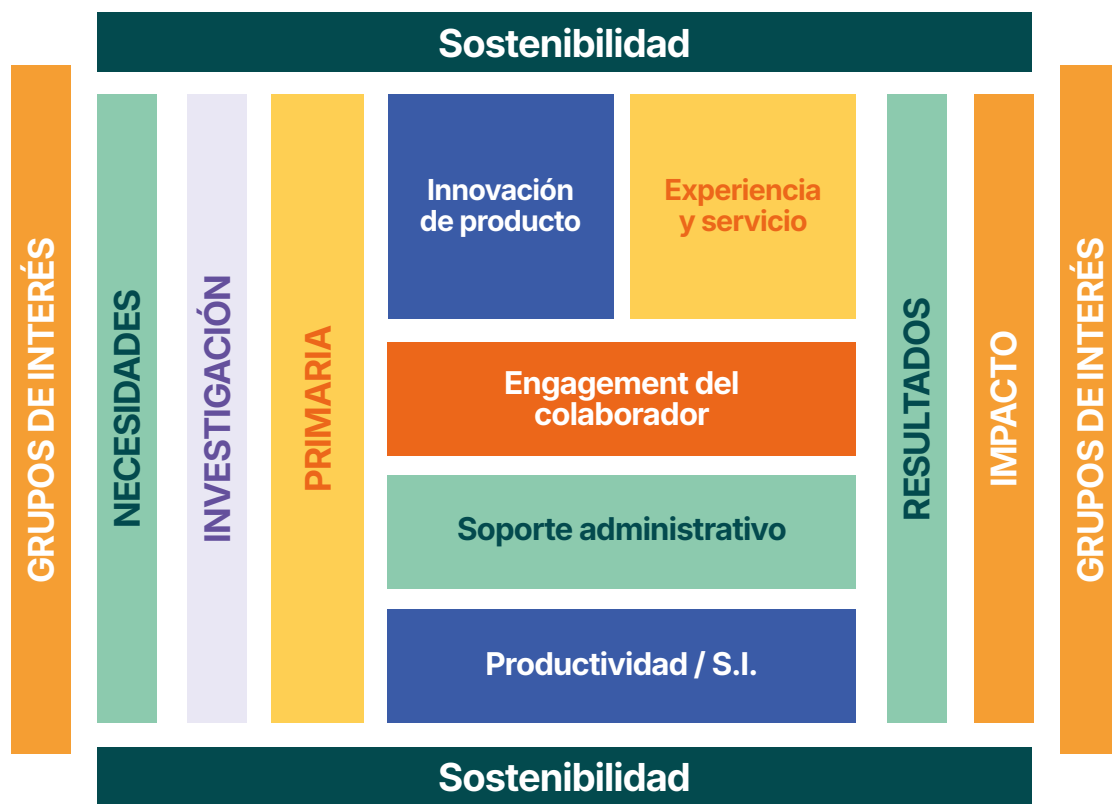 Sostenibilidad
GRUPOS DE INTERÉS
NECESIDADES
INVESTIGACIÓN
PRIMARIA
Innovación
de producto
Experiencia
y servicio
Engagement del
colaborador
Soporte administrativo
Productividad / S.I.
RESULTADOS
IMPACTO
GRUPOS DE INTERÉS
Sostenibilidad